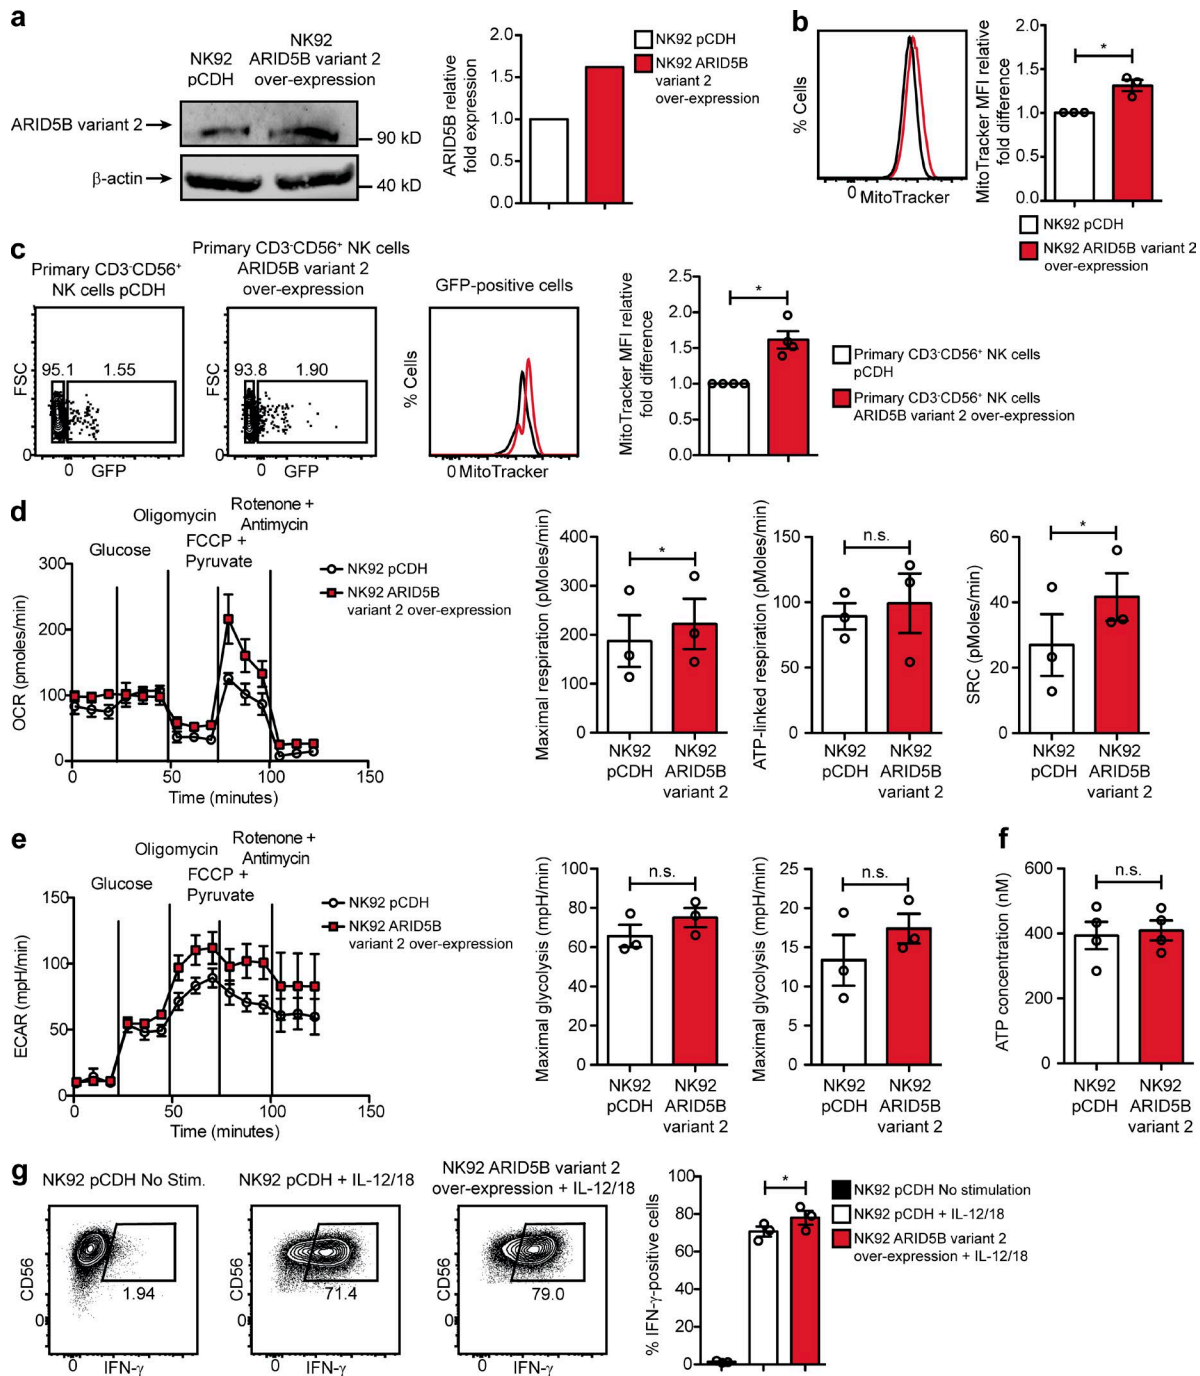 a
NK92
pCDH
NK92
ARID5B variant 2
over-expression
ARID5B variant 2
90 kD
β-actin
40 kD
ARID5B relative
fold expression
2.0
1.5
1.0
0.5
0.0
NK92 pCDH
NK92 ARID5B
variant 2
over-expression
b
% Cells
0
MitoTracker
MitoTracker MFI relative
fold difference
2.0
1.5
1.0
0.5
0.0
*
NK92 pCDH
NK92 ARID5B variant 2
over-expression
c
Primary CD3-CD56+
NK cells pCDH
FSC
95.1
1.55
0
0
GFP
Primary CD3-CD56+ NK cells
ARID5B variant 2
over-expression
FSC
93.8
1.90
0
0
GFP
GFP-positive cells
% Cells
0 MitoTracker
MitoTracker MFI relative
fold difference
2.5
2.0
1.5
1.0
0.5
0.0
*
Primary CD3-CD56+ NK cells
pCDH
Primary CD3-CD56+ NK cells
ARID5B variant 2 over-expression
d
Glucose
Oligomycin
FCCP +
Pyruvate
Rotenone +
Antimycin
OCR (pmoles/min)
300
200
100
0
0
50
100
150
Time (minutes)
NK92 pCDH
NK92 ARID5B
variant 2 over-expression
Maximal respiration (pMoles/min)
400
300
200
100
0
*
NK92
pCDH
NK92
ARID5B
variant 2
ATP-linked respiration (pMoles/min)
150
100
50
0
n.s.
NK92
pCDH
NK92
ARID5B
variant 2
SRC (pMoles/min)
60
40
20
0
*
NK92
pCDH
NK92
ARID5B
variant 2
e
Glucose
Oligomycin
FCCP +
Pyruvate
Rotenone +
Antimycin
ECAR (mpH/min)
150
100
50
0
0
50
100
150
Time (minutes)
NK92 pCDH
NK92 ARID5B
variant 2 over-expression
Maximal glycolysis (mpH/min)
100
80
60
40
20
0
n.s.
NK92
pCDH
NK92
ARID5B
variant 2
Maximal glycolysis (mpH/min)
25
20
15
10
5
0
n.s.
NK92
pCDH
NK92
ARID5B
variant 2
f
ATP concentration (nM)
600
400
200
0
n.s.
NK92
pCDH
NK92
ARID5B
variant 2
g
NK92 pCDH No Stim.
CD56
0
1.94
0
IFN-γ
NK92 pCDH + IL-12/18
CD56
0
71.4
0
IFN-γ
NK92 ARID5B variant 2
over-expression + IL-12/18
CD56
0
79.0
0
IFN-γ
% IFN-γ-positive cells
100
80
60
40
20
0
*
NK92 pCDH No stimulation
NK92 pCDH + IL-12/18
NK92 ARID5B variant 2
over-expression + IL-12/18